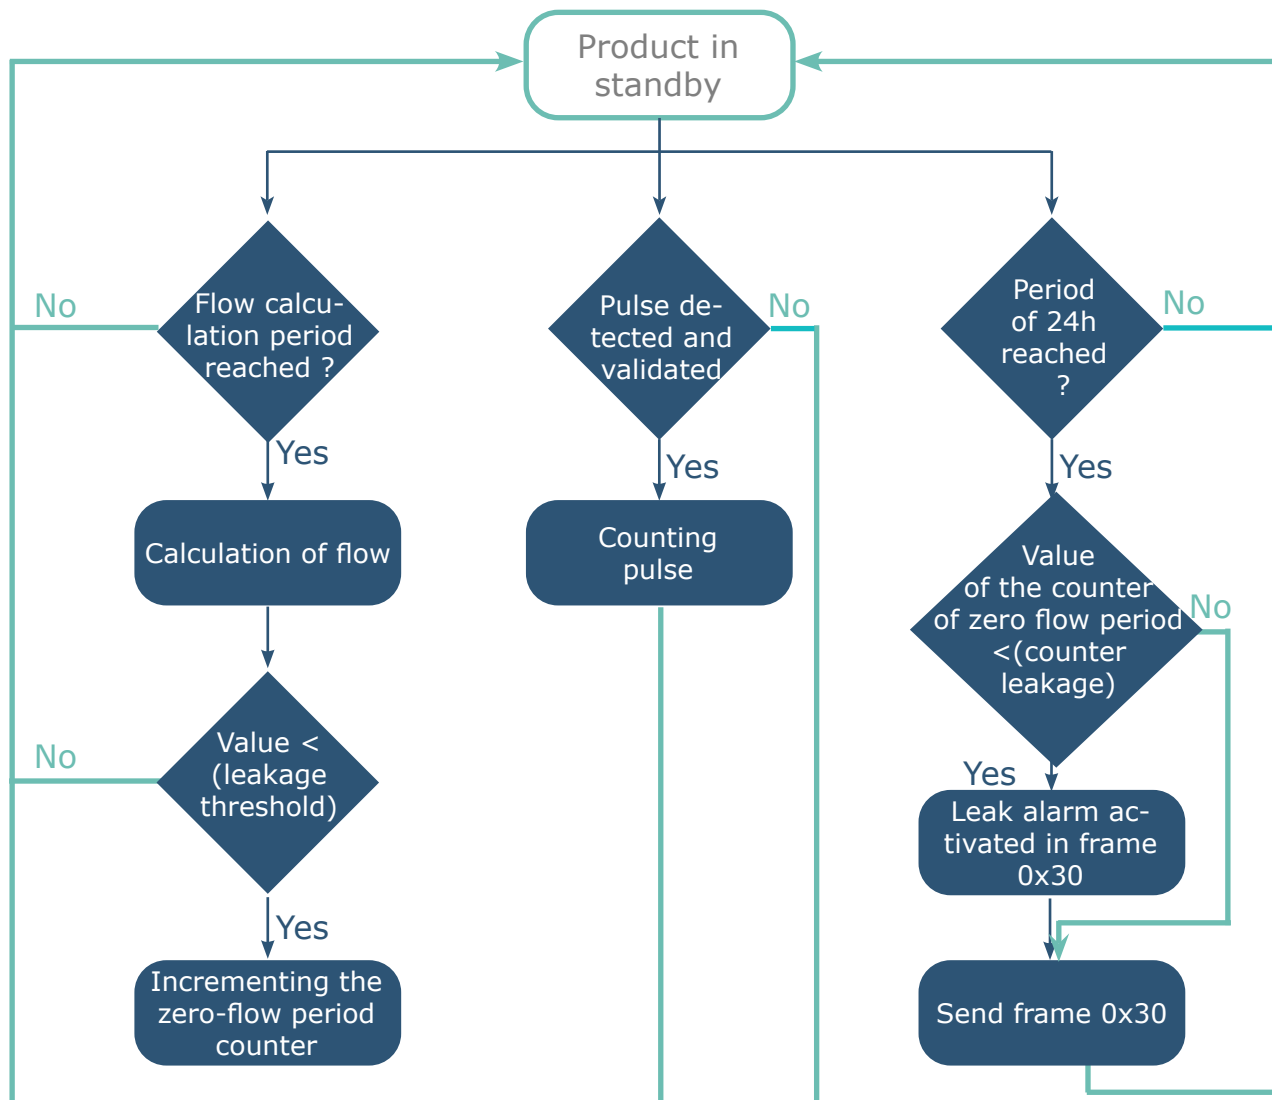 Product in
standby
Flow calcu-
lation period
reached ?
No
Yes
Calculation of flow
Value <
(leakage
threshold)
No
Yes
Incrementing the
zero-flow period
counter
Pulse de-
tected and
validated
No
Yes
Counting
pulse
Period
of 24h
reached
?
No
Yes
Value
of the counter
of zero flow period
<(counter
leakage)
No
Yes
Leak alarm ac-
tivated in frame
0x30
Send frame 0x30